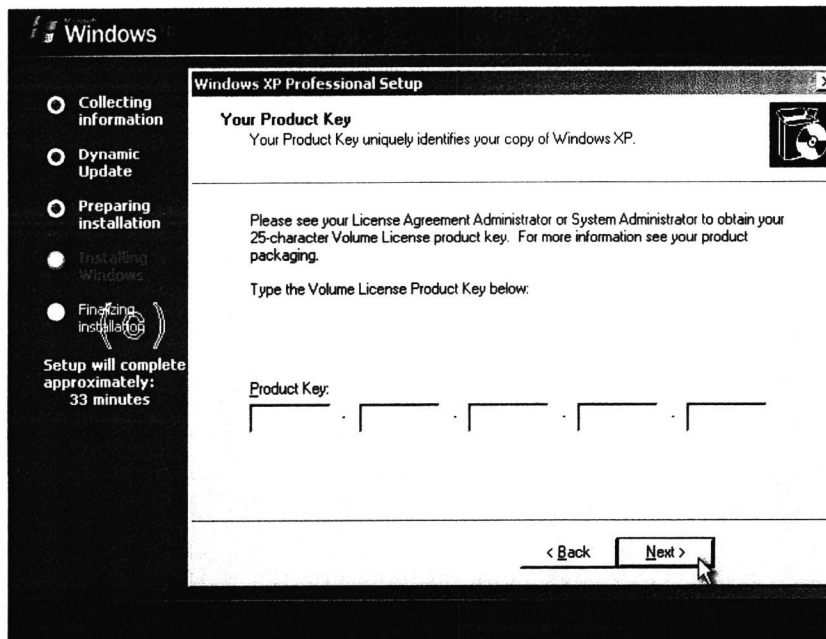 Microsoft
Windows
Collecting
information
Dynamic
Update
Preparing
installation
Installing
Windows
Finalizing
installation
(©)
Setup will complete
approximately:
33 minutes
Windows XP Professional Setup
Your Product Key
Your Product Key uniquely identifies your copy of Windows XP.
Please see your License Agreement Administrator or System Administrator to obtain your
25-character Volume License product key. For more information see your product
packaging.
Type the Volume License Product Key below:
Product Key:
- - - -
< Back
Next >